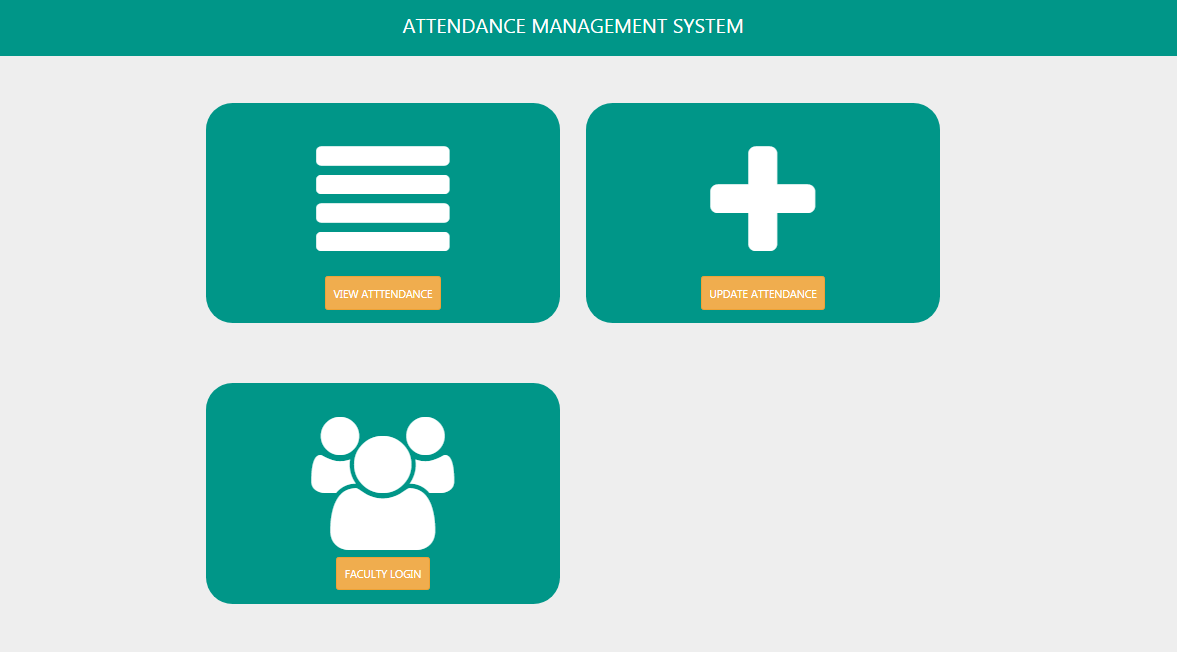 ATTENDANCE MANAGEMENT SYSTEM
VIEW ATTTENDANCE
UPDATE ATTENDANCE
FACULTY LOGIN